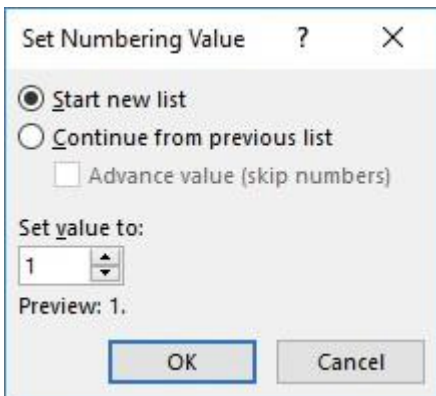 Set Numbering Value ?
Start new list
Continue from previous list
Advance value (skip numbers)
Set value to:
1
Preview: 1.
OK Cancel